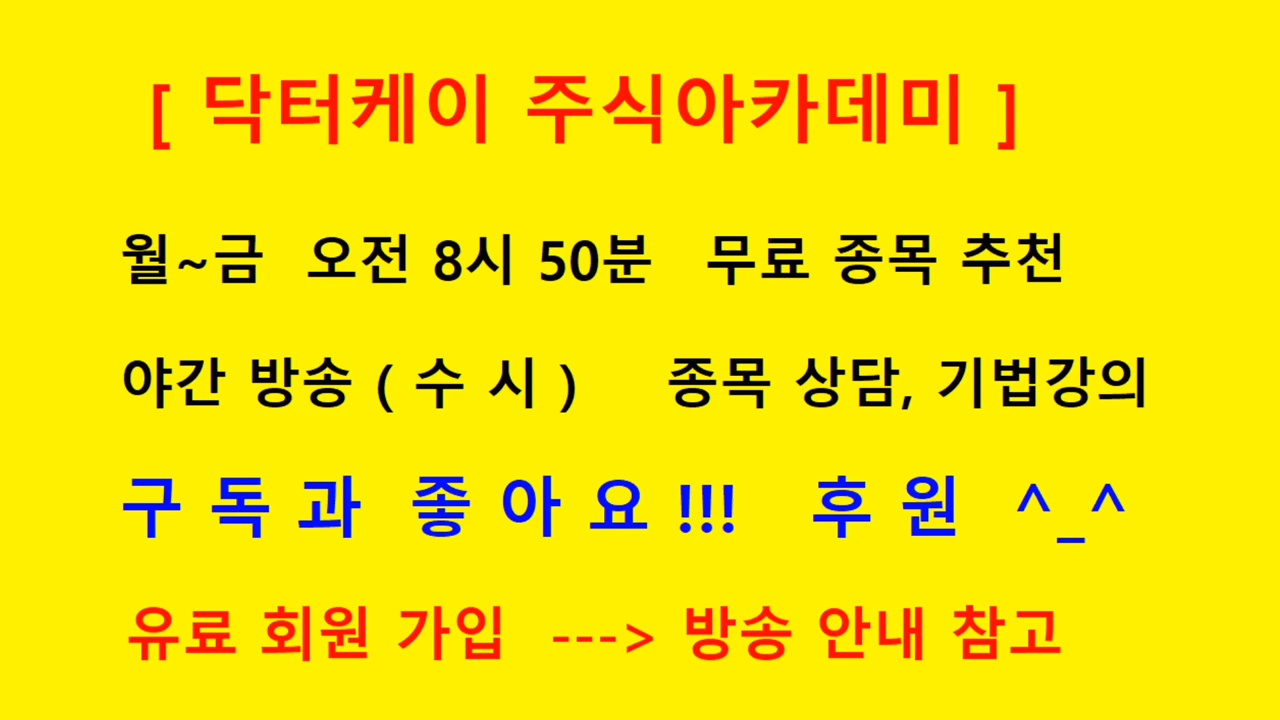 [ 닥터케이 주식아카데미 ]
월~금 오전 8시 50분 무료 종목 추천
야간 방송 ( 수 시 ) 종목 상담, 기법강의
구 독 과 좋 아 요 !!! 후 원 ^_^
유료 회원 가입 ---> 방송 안내 참고